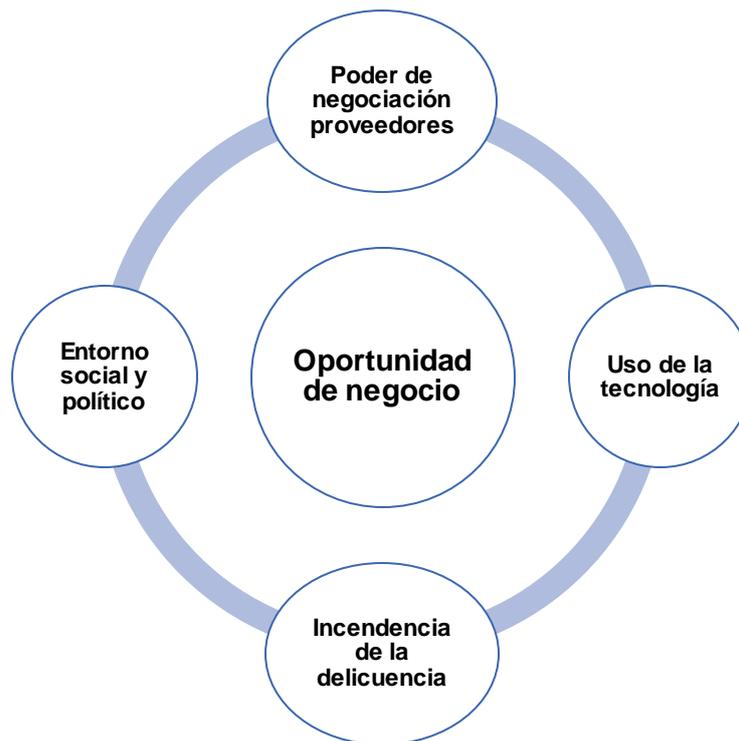 Poder de
negociación
proveedores
Entorno
social y
político
Oportunidad
de negocio
Uso de la
tecnología
Incendencia
de la
delicuencia